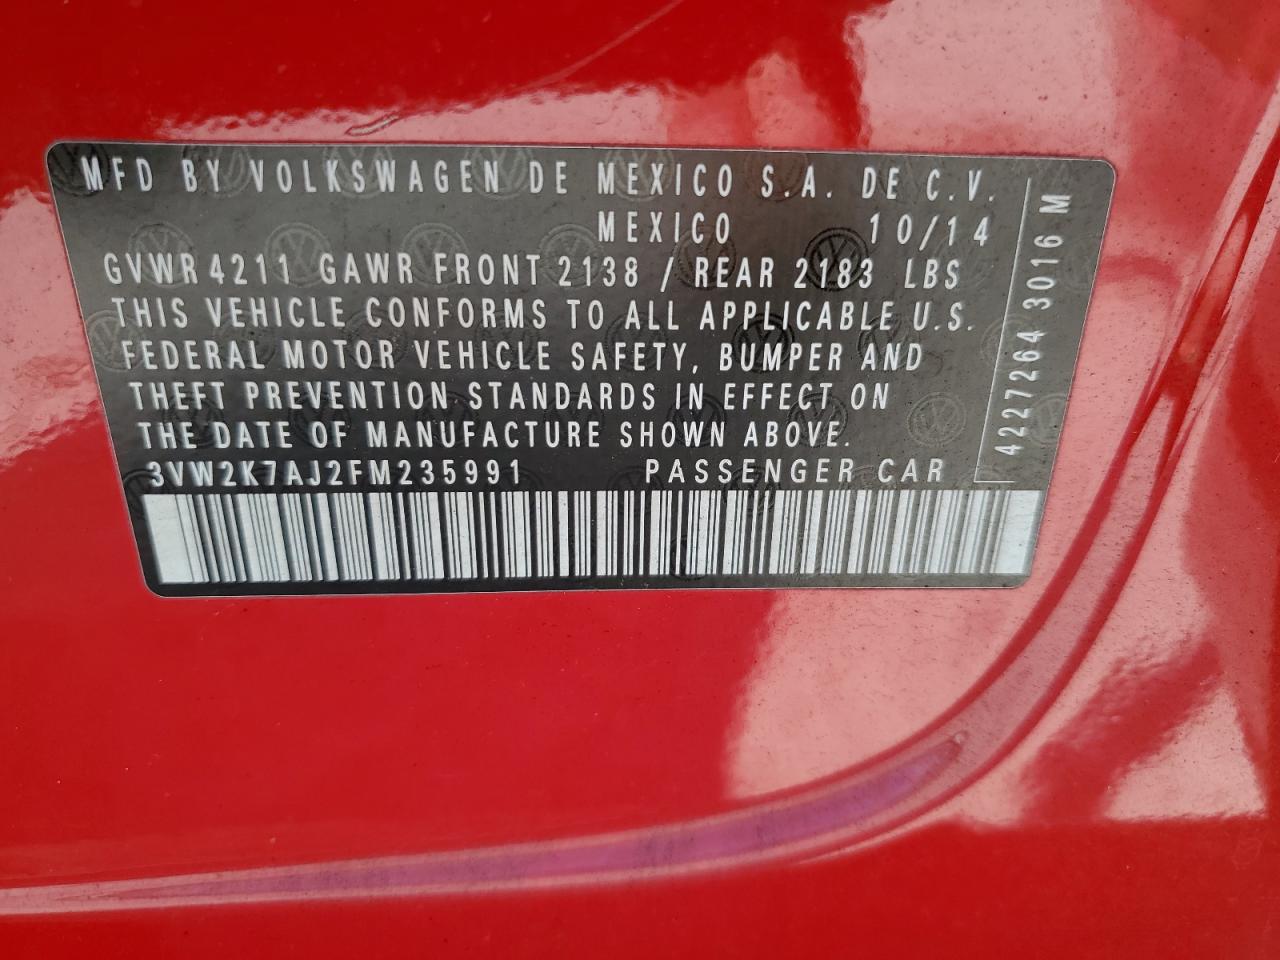 MFD BY VOLKSWAGEN DE MEXICO S.A. DE C.V.
MEXICO 10/14
GVWR 4211 GAWR FRONT 2138 / REAR 2183 LBS
THIS VEHICLE CONFORMS TO ALL APPLICABLE U.S.
FEDERAL MOTOR VEHICLE SAFETY, BUMPER AND
THEFT PREVENTION STANDARDS IN EFFECT ON
THE DATE OF MANUFACTURE SHOWN ABOVE.
3VW2K7AJ2FM235991 PASSENGER CAR
4227264 3016 M